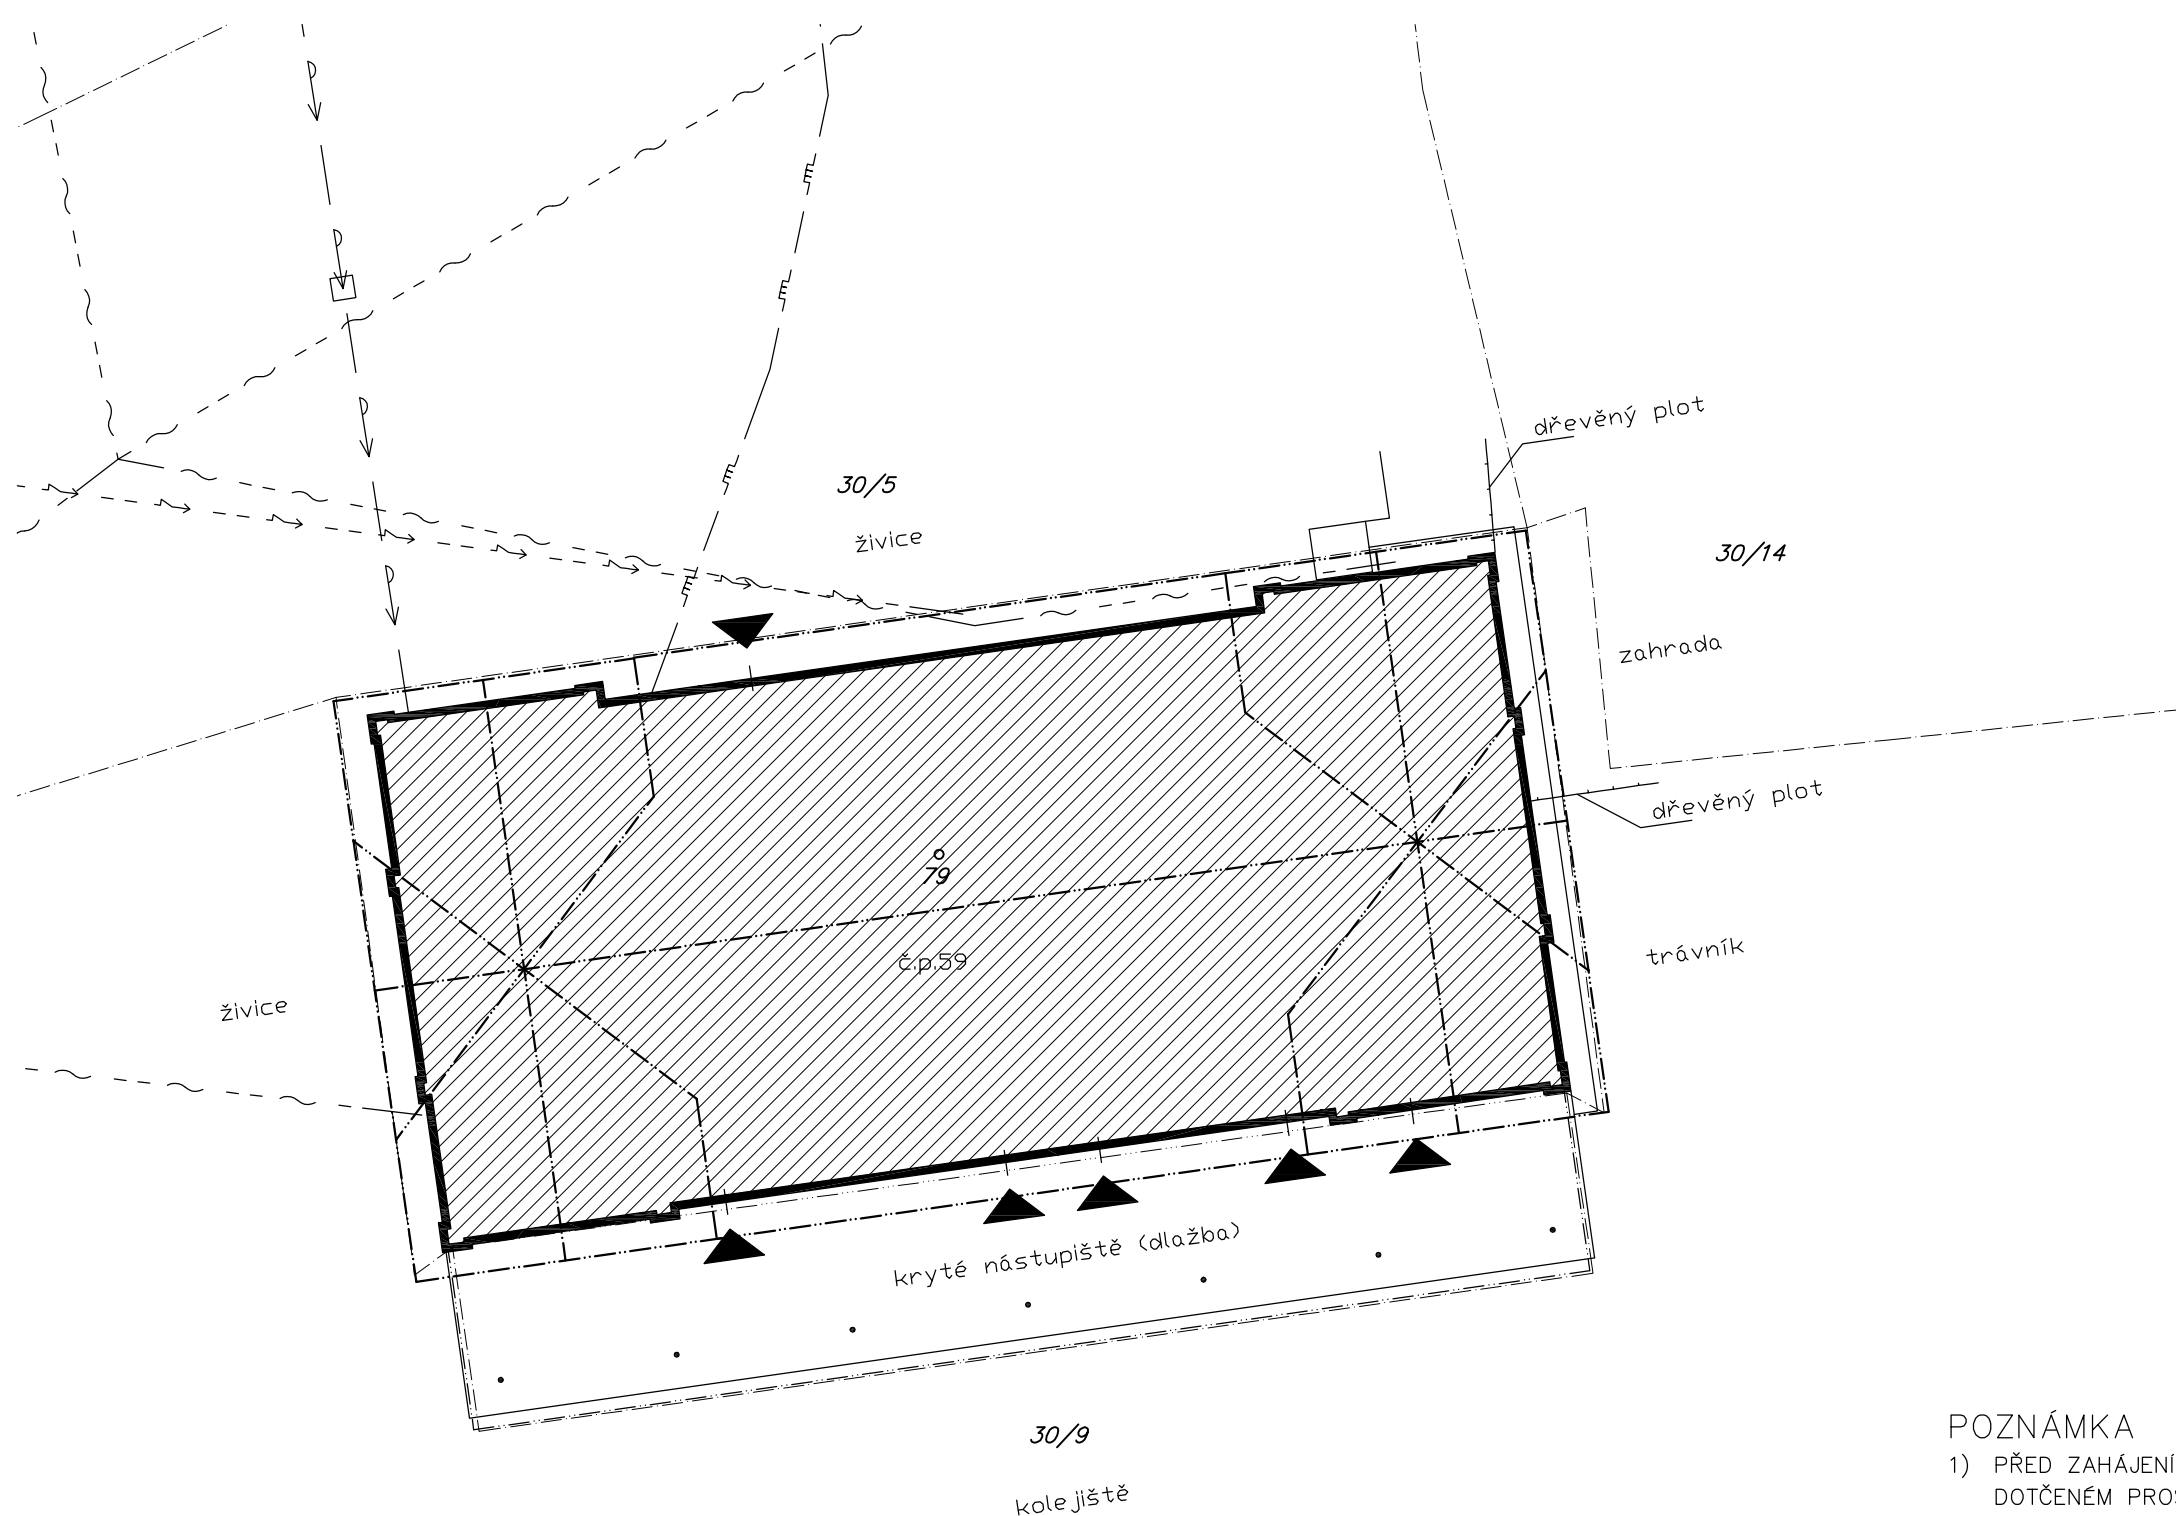 dřevěný plot
30/5
živice
30/14
zahrada
dřevěný plot
79
č.p.59
trávník
živice
kryté nástupiště (dlažba)
30/9
kolejiště
POZNÁMKA
1) PŘED ZAHÁJENÍ
DOTČENÉM PROS